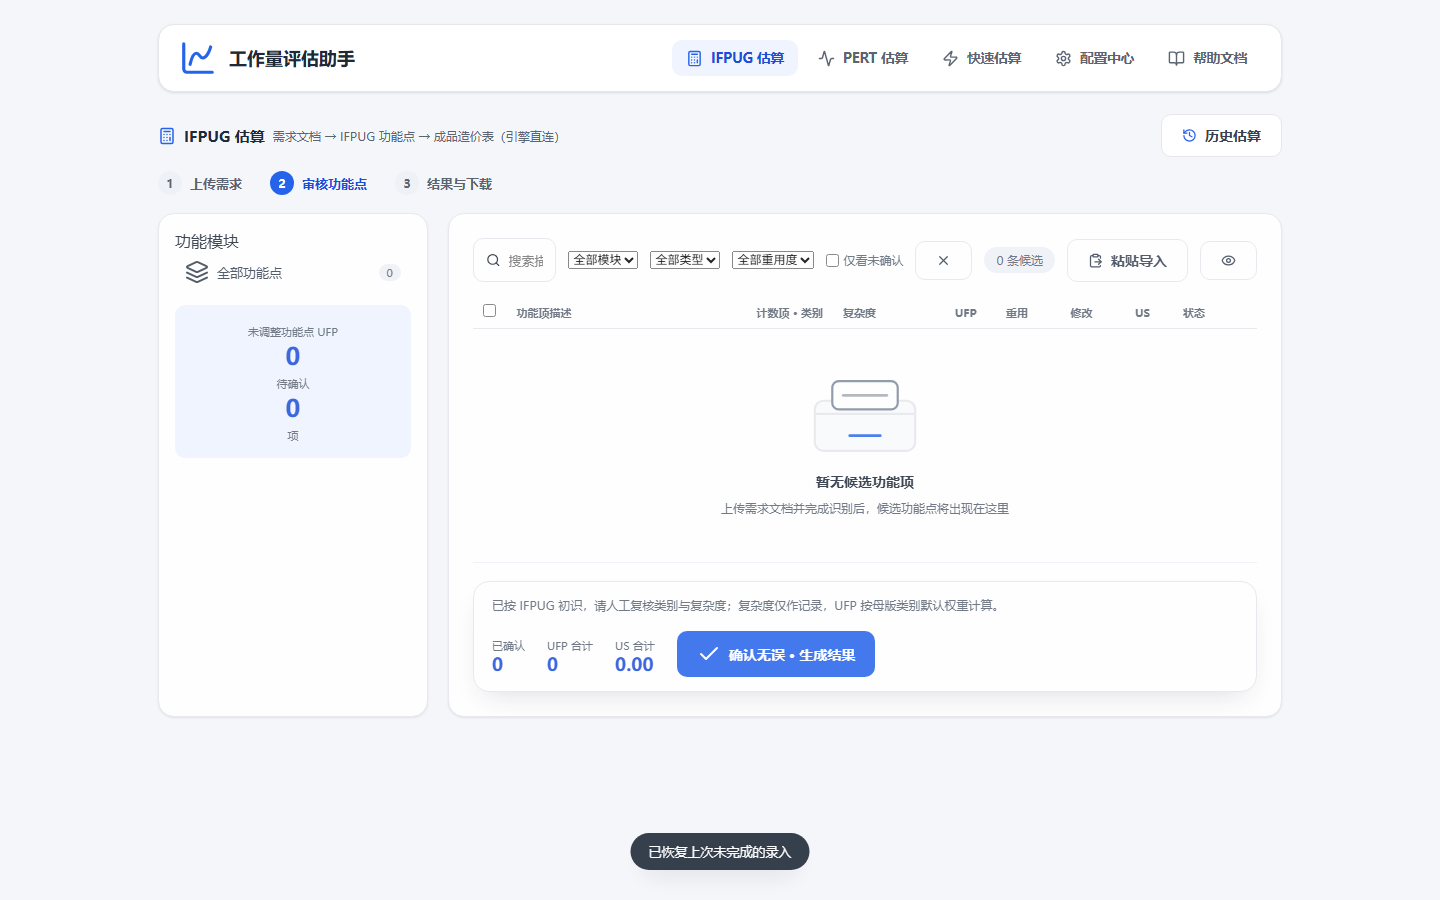 工作量评估助手
IFPUG 估算
PERT 估算
快速估算
配置中心
帮助文档
IFPUG 估算 需求文档 → IFPUG 功能点 → 成品造价表（引擎直连）
历史估算
1 上传需求
2 审核功能点
3 结果与下载
功能模块
全部功能点 0
未调整功能点 UFP
0
待确认
0
项
全部模块 全部类型 全部重用度 仅看未确认 0 条候选 粘贴导入
功能项描述 计数项 • 类别 复杂度 UFP 重用 修改 US 状态
暂无候选功能项
上传需求文档并完成识别后，候选功能点将出现在这里
已按 IFPUG 初识，请人工复核类别与复杂度；复杂度仅作记录，UFP 按母版类别默认权重计算。
已确认 UFP 合计 US 合计
0 0 0.00
确认无误 • 生成结果
已恢复上次未完成的录入